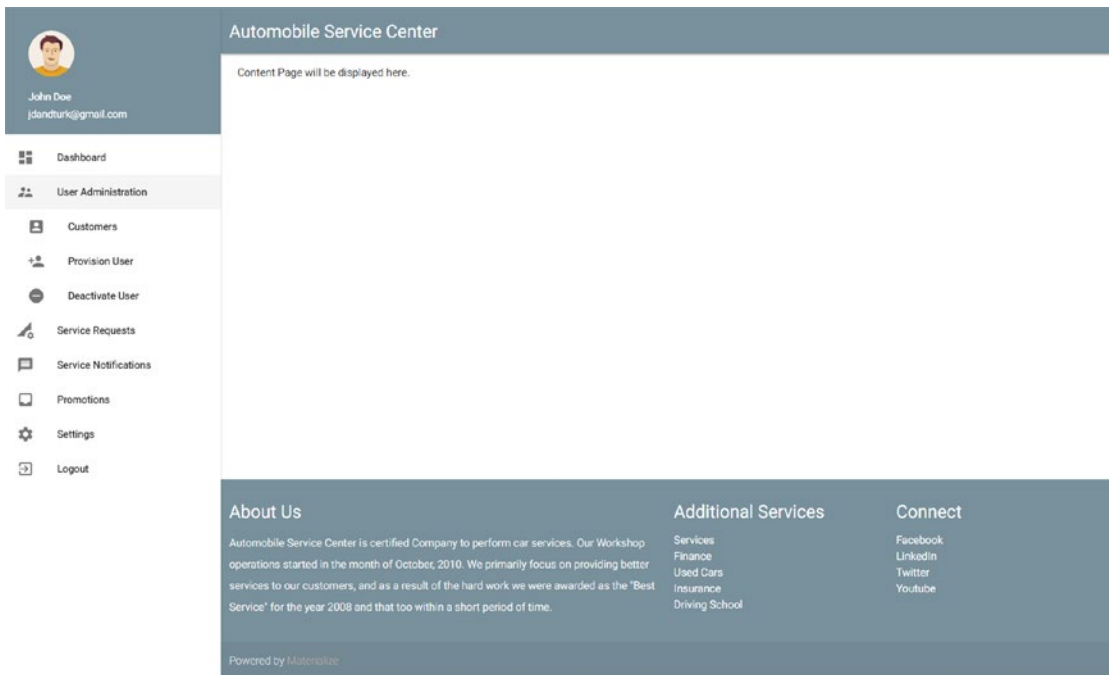 Automobile Service Center
Content Page will be displayed here.
John Doe
jdandturk@gmail.com
Dashboard
User Administration
Customers
Provision User
Deactivate User
Service Requests
Service Notifications
Promotions
Settings
Logout
About Us
Automobile Service Center is certified Company to perform car services. Our Workshop
operations started in the month of October, 2010. We primarily focus on providing better
services to our customers, and as a result of the hard work we were awarded as the "Best
Service" for the year 2008 and that too within a short period of time.
Additional Services
Services
Finance
Used Cars
Insurance
Driving School
Connect
Facebook
LinkedIn
Twitter
Youtube
Powered by Materialize